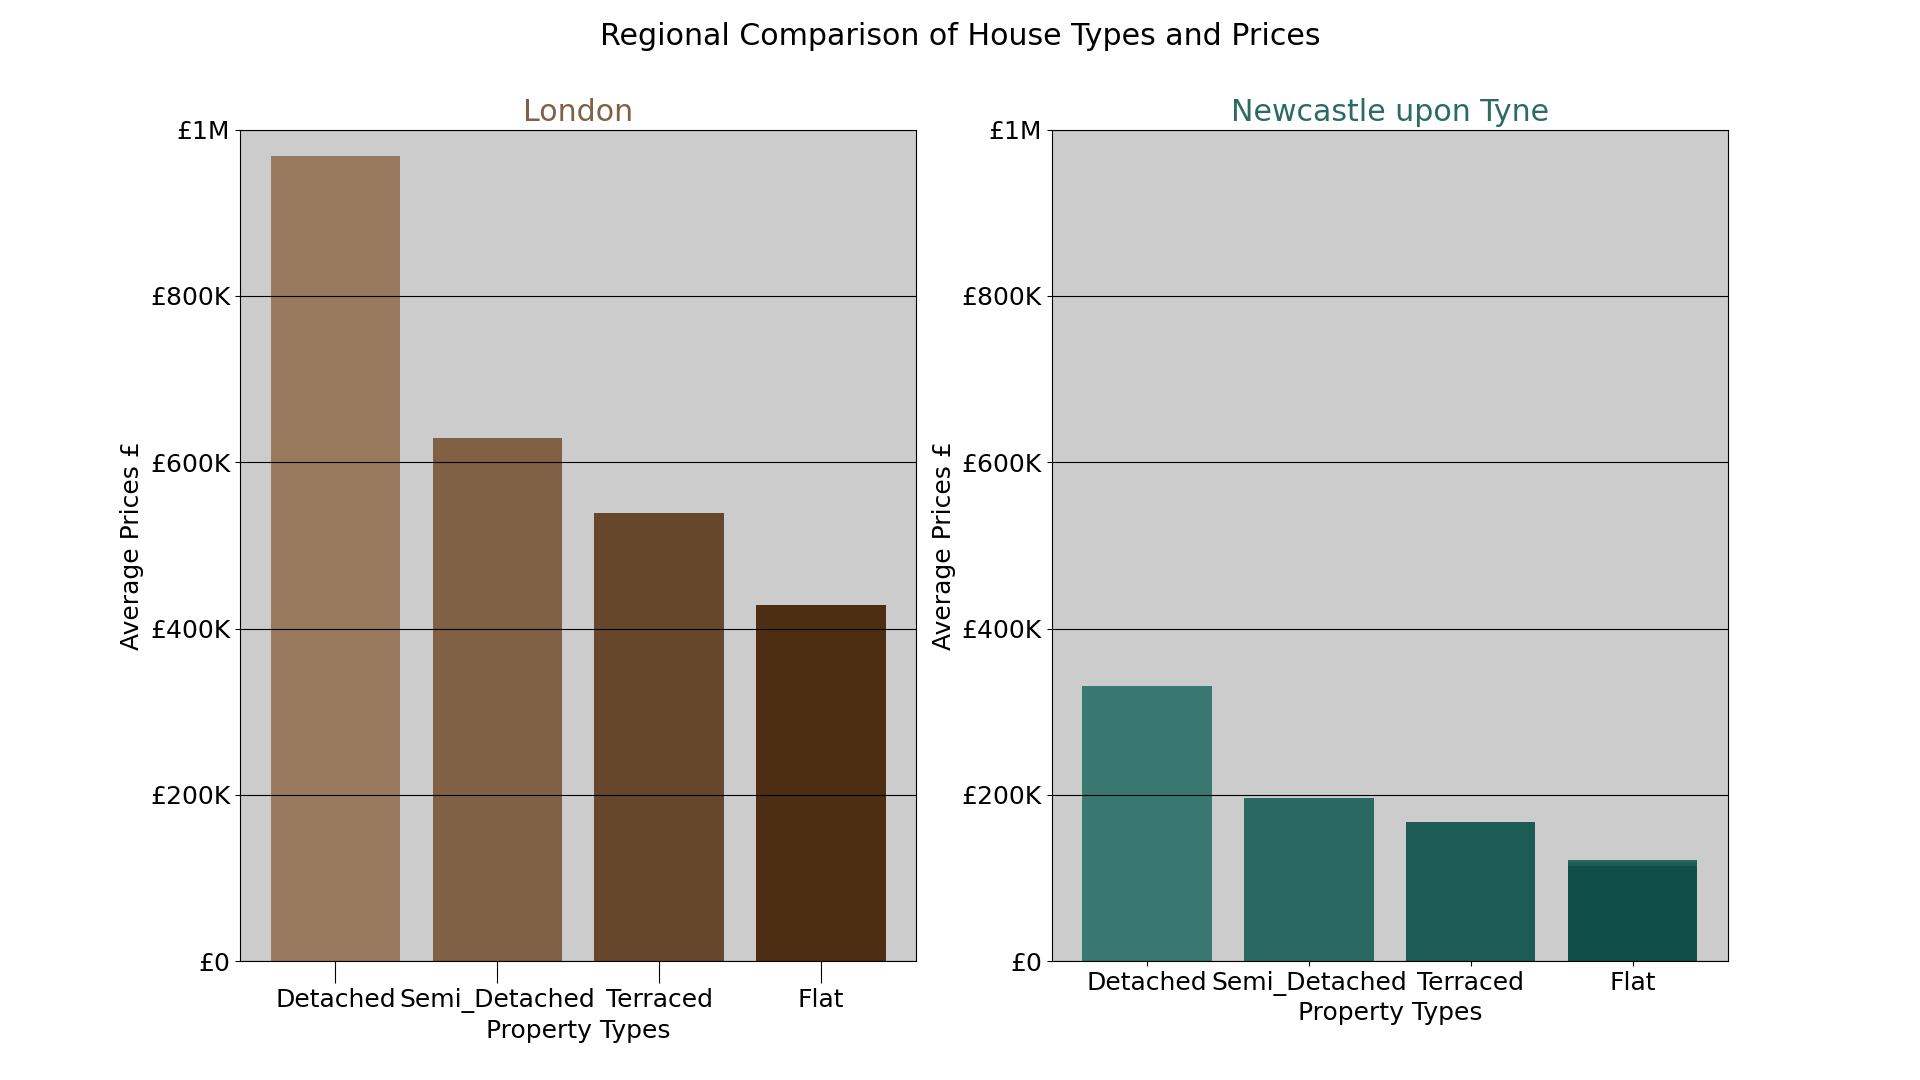 Regional Comparison of House Types and Prices
London
£1M
£800K
£600K
£400K
£200K
£0
Average Prices £
Detached Semi_Detached Terraced Flat
Property Types
Newcastle upon Tyne
£1M
£800K
£600K
£400K
£200K
£0
Average Prices £
Detached Semi_Detached Terraced Flat
Property Types